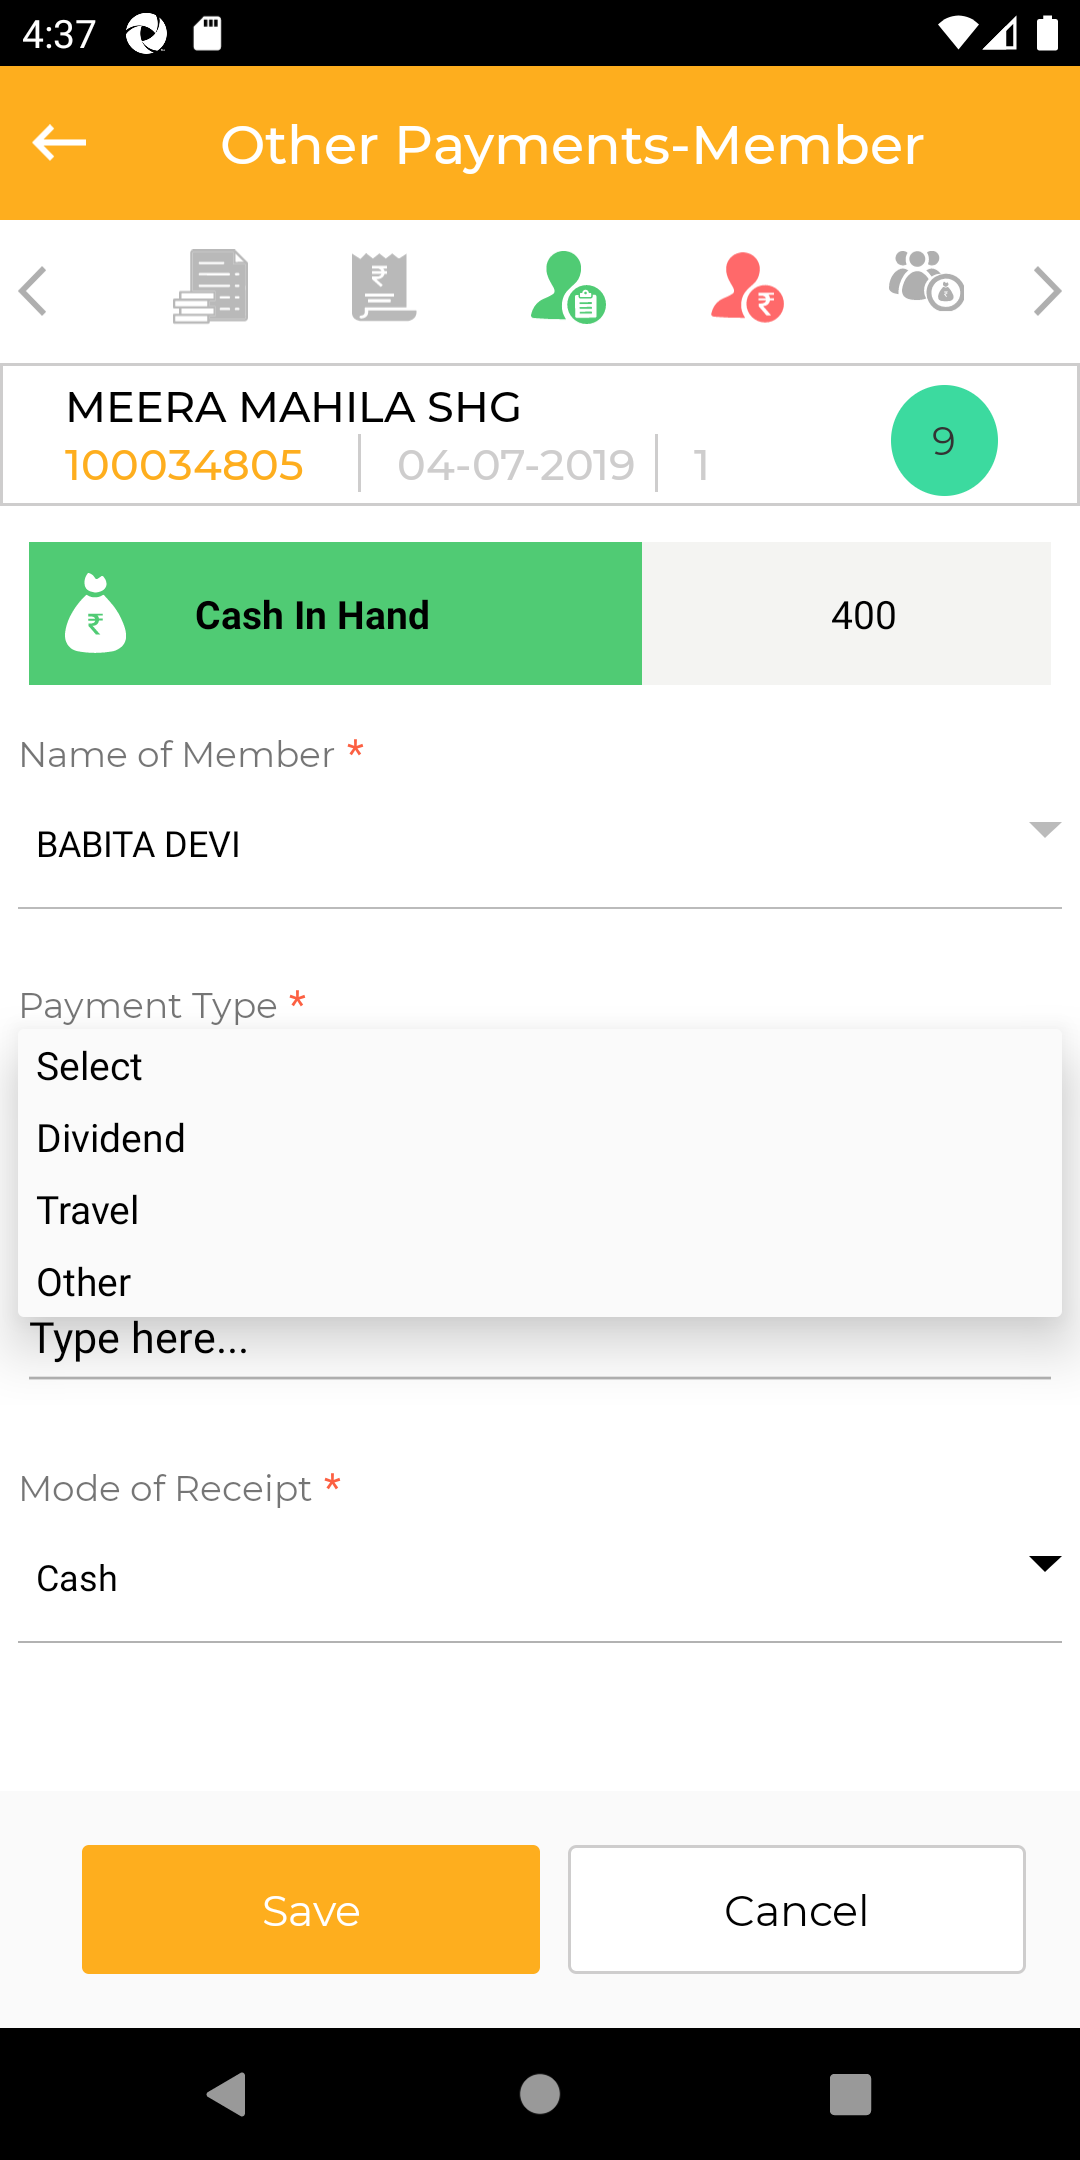 4:37
Other Payments-Member
MEERA MAHILA SHG
100034805 04-07-2019 1
9
Cash In Hand 400
Name of Member *
BABITA DEVI
Payment Type *
Select
Dividend
Travel
Other
Type here...
Mode of Receipt *
Cash
Save Cancel